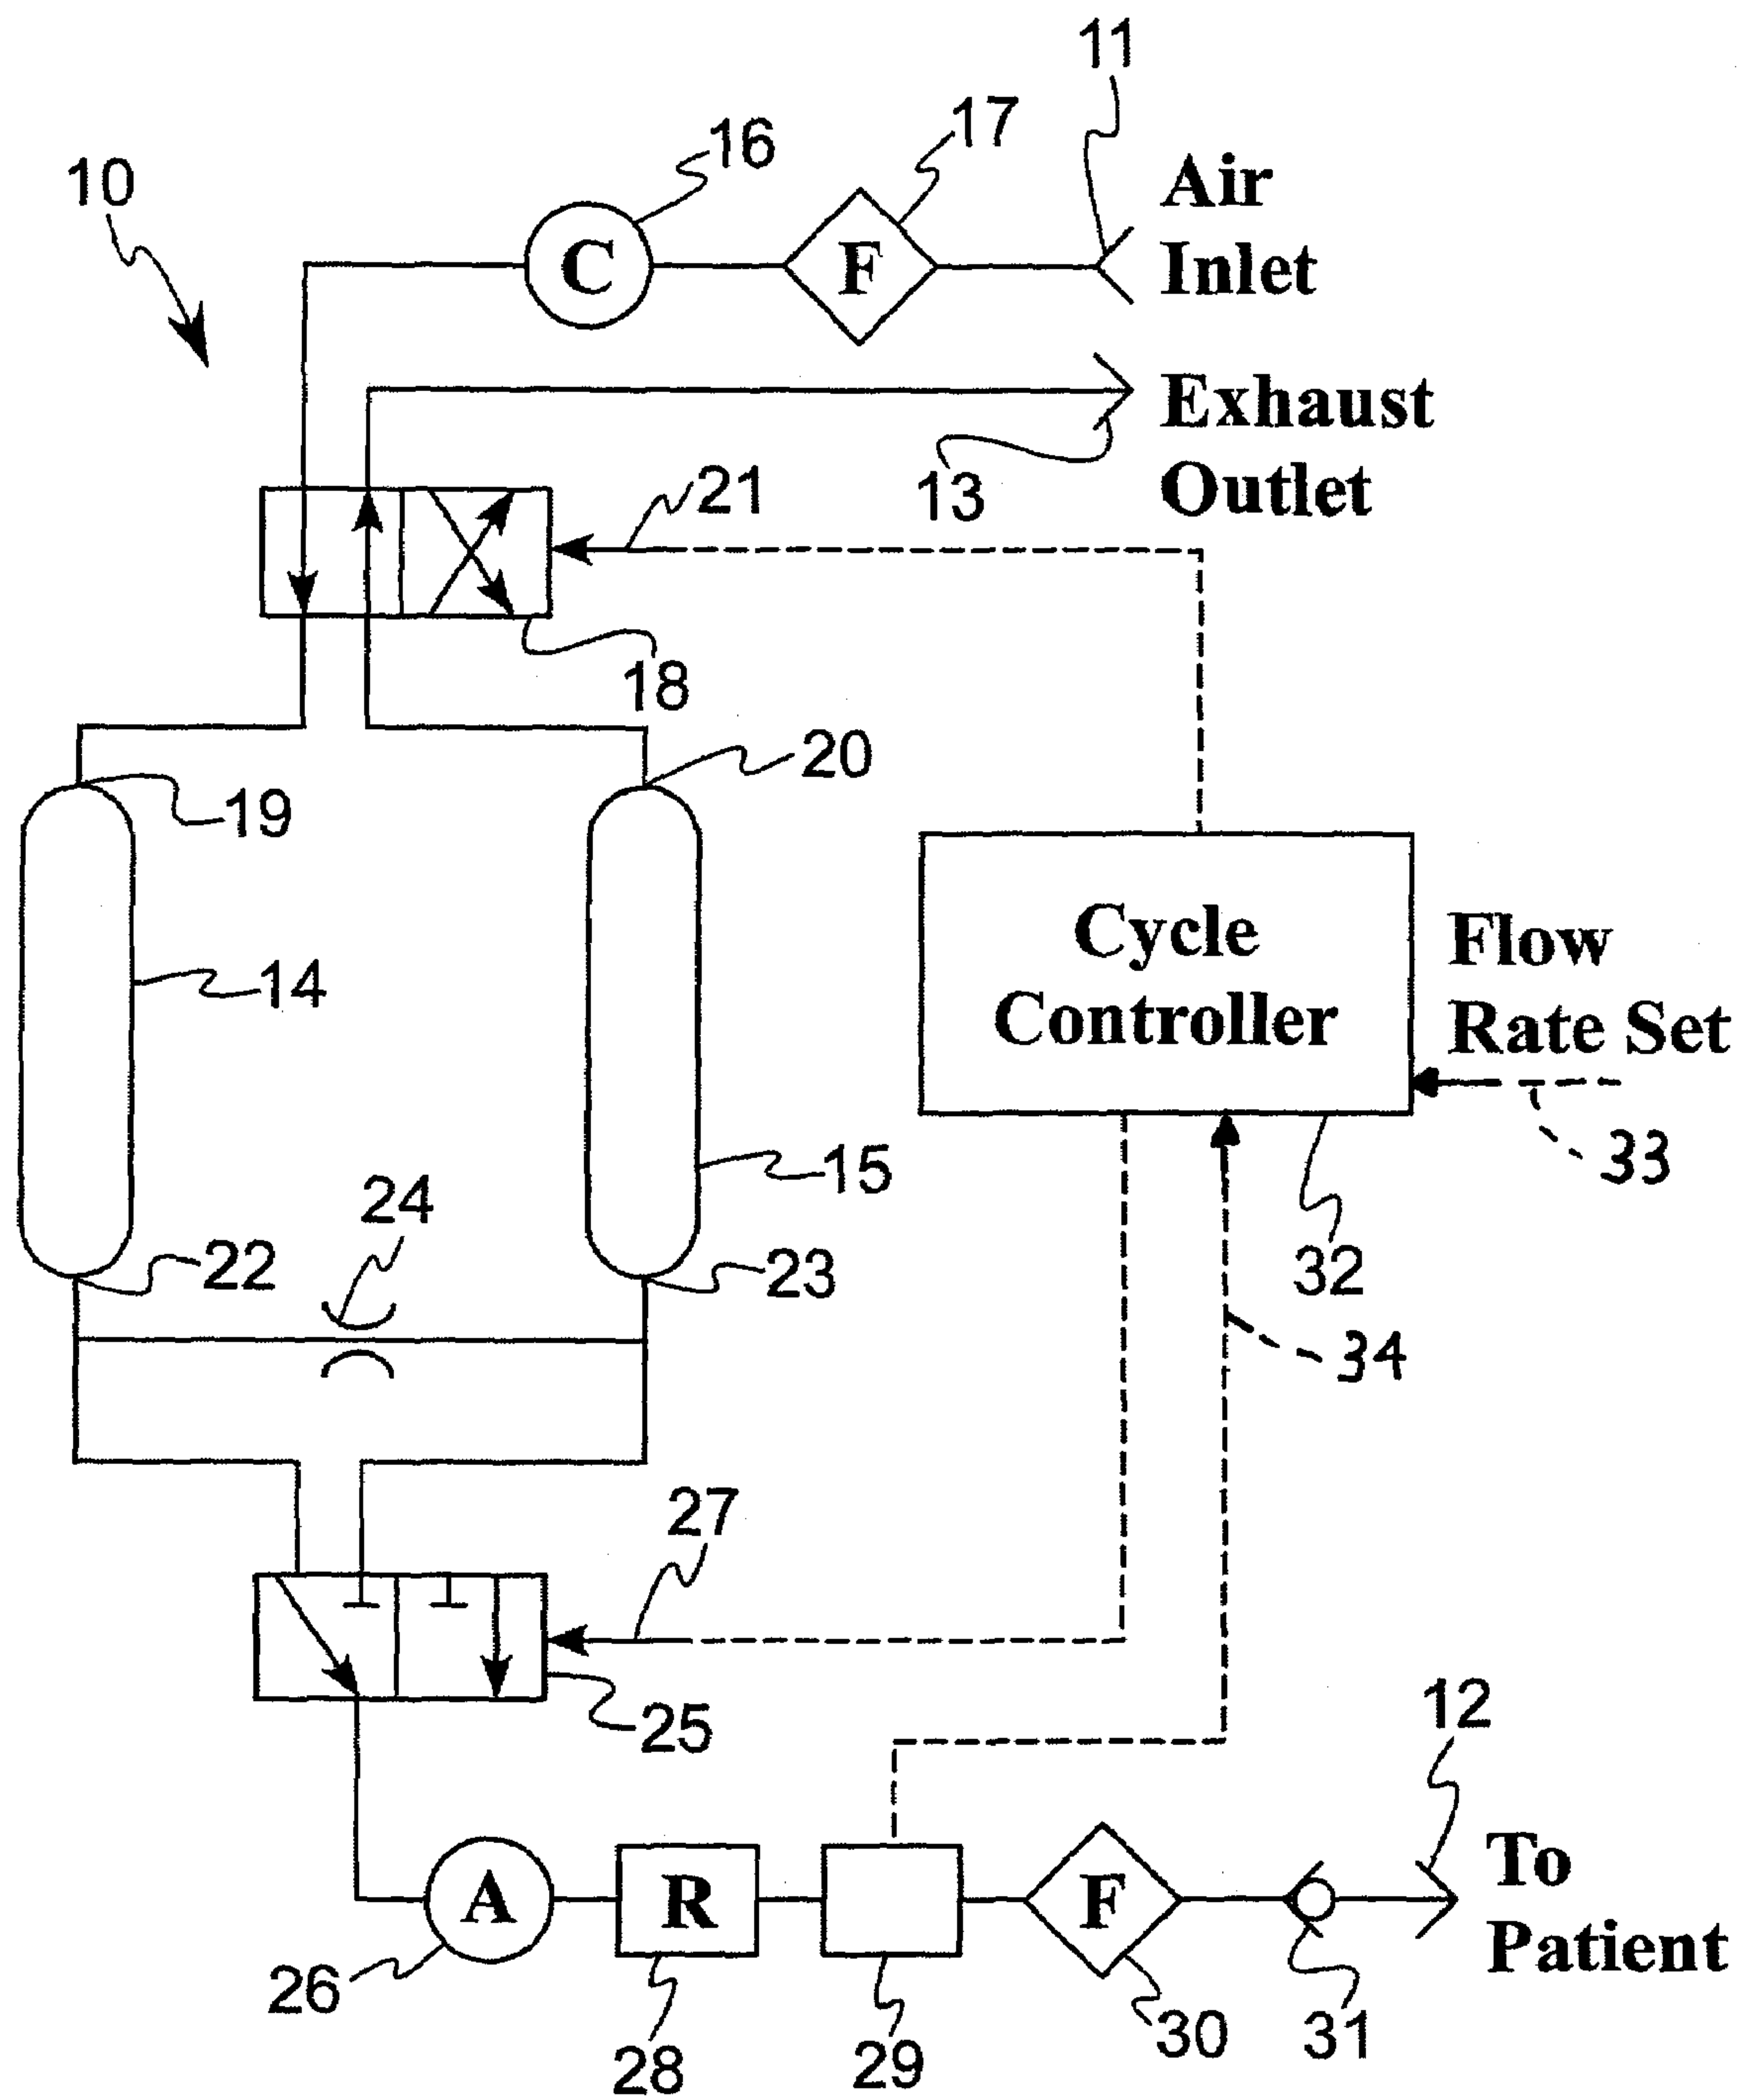 11
17
16
10
C
F
Air
Inlet
Exhaust
Outlet
13
21
18
20
19
14
Cycle
Controller
Flow
Rate Set
33
15
24
22
23
32
34
27
25
12
A
R
F
To
Patient
26
28
29
30
31